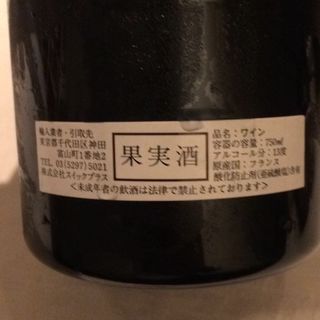 輸入業者・引取先
東京都千代田区神田
富山町1番地2
TEL 03(5297)5021
株式会社スイックプラス
果実酒
品名：ワイン
容器の容量：750ml
アルコール分：13度
原産国：フランス
酸化防止剤(亜硫酸塩)含有
<未成年者の飲酒は法律で禁止されております>